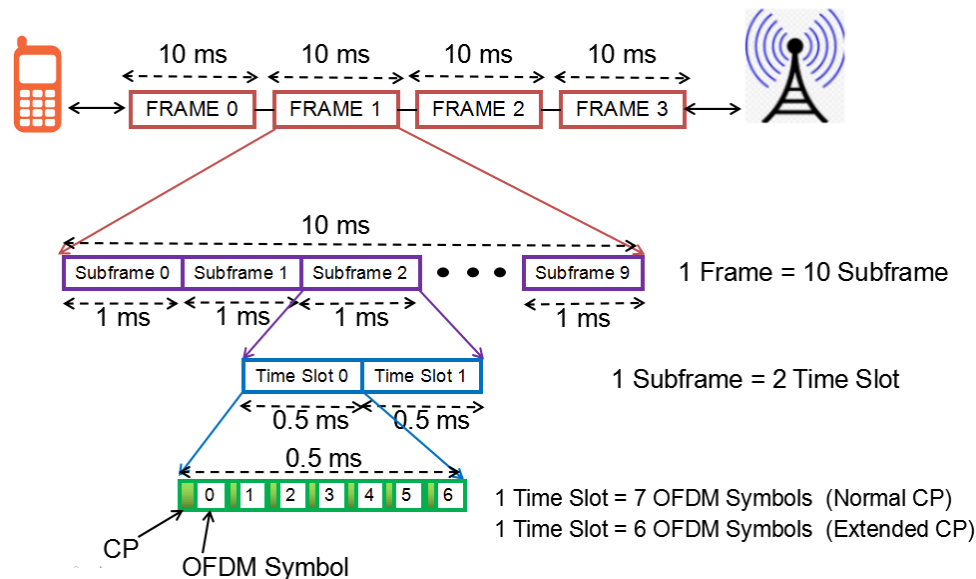 10 ms 10 ms 10 ms 10 ms
FRAME 0 FRAME 1 FRAME 2 FRAME 3
10 ms
Subframe 0 Subframe 1 Subframe 2 • • • Subframe 9 1 Frame = 10 Subframe
1 ms 1 ms 1 ms 1 ms
Time Slot 0 Time Slot 1 1 Subframe = 2 Time Slot
0.5 ms 0.5 ms
0.5 ms
0 1 2 3 4 5 6 1 Time Slot = 7 OFDM Symbols (Normal CP)
1 Time Slot = 6 OFDM Symbols (Extended CP)
CP
OFDM Symbol